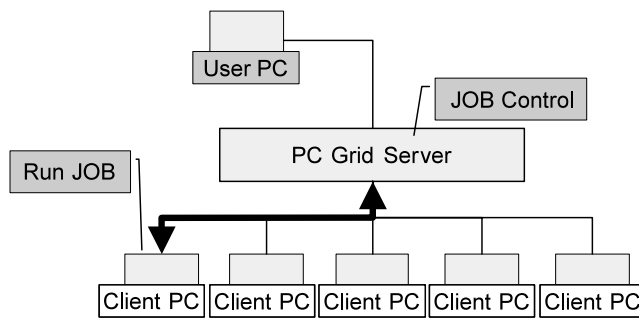 User PC
JOB Control
PC Grid Server
Run JOB
Client PC
Client PC
Client PC
Client PC
Client PC